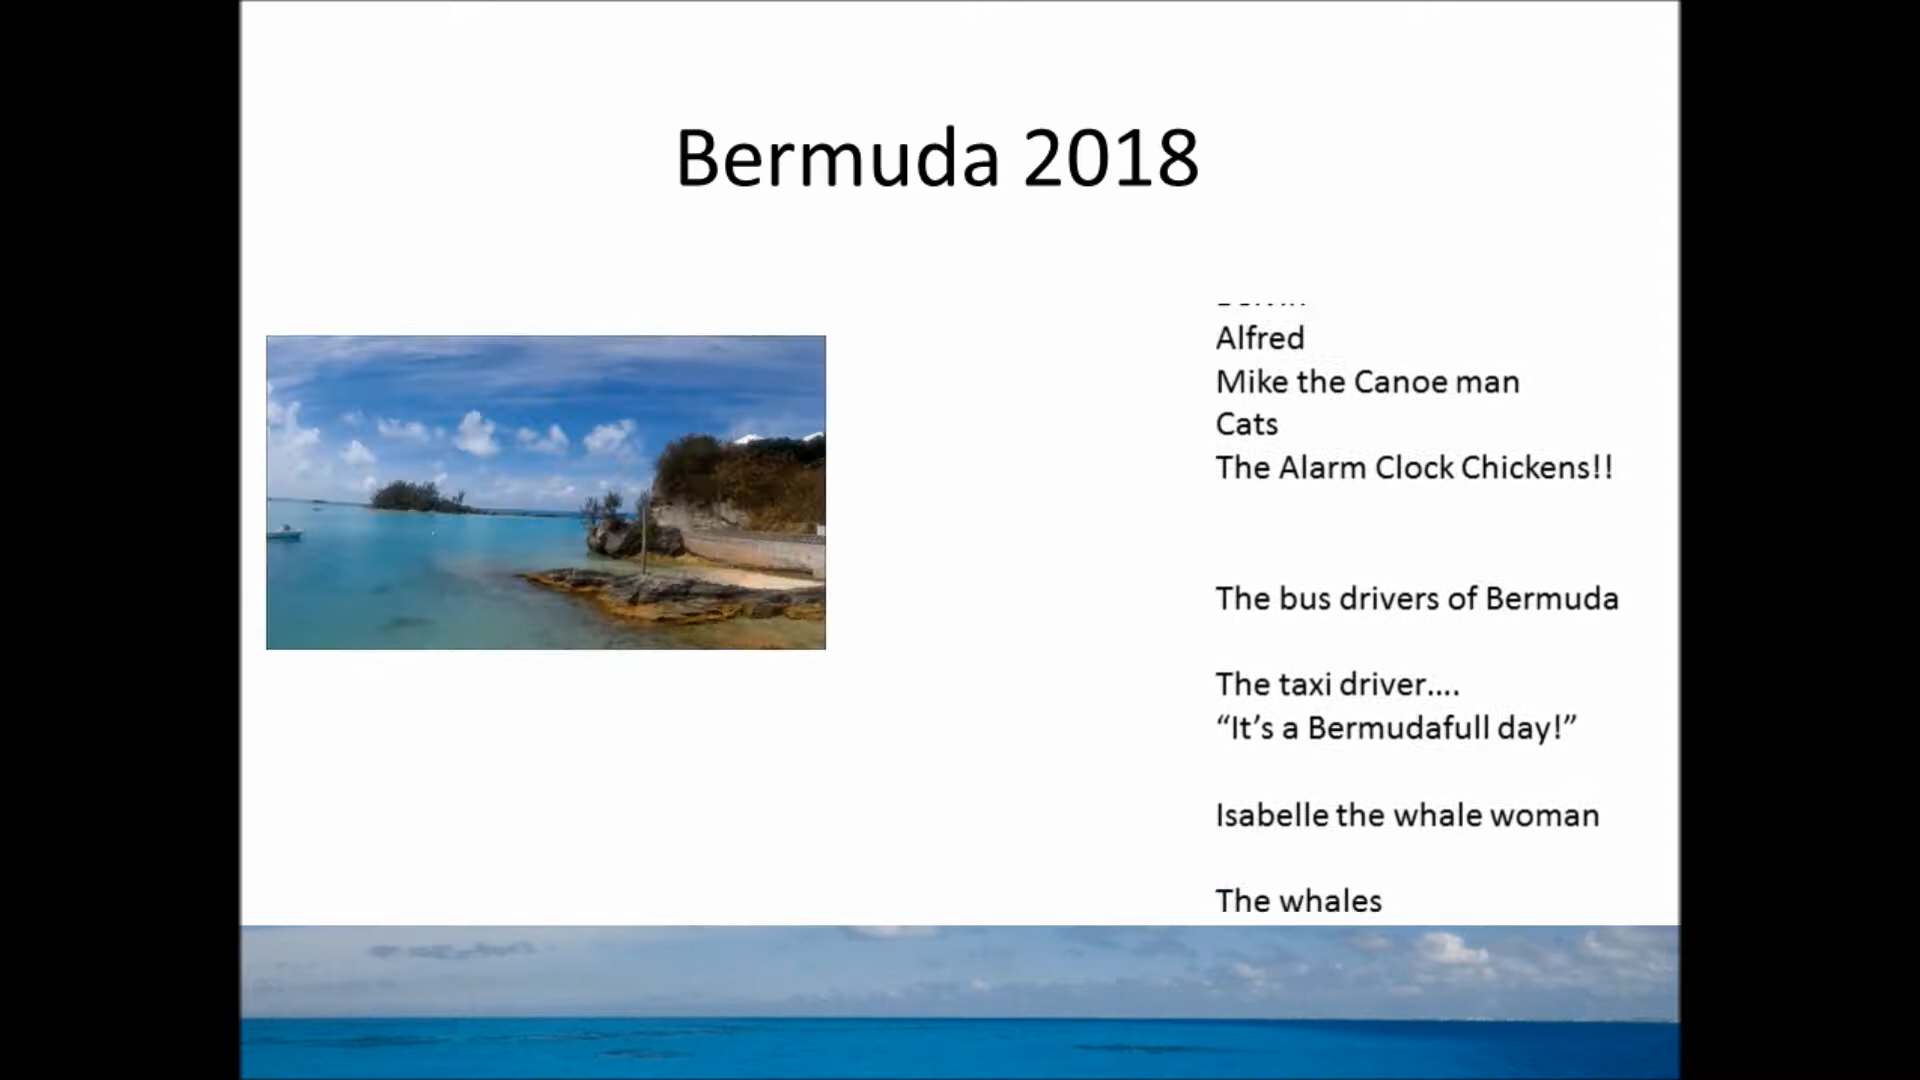 Bermuda 2018
Alfred
Mike the Canoe man
Cats
The Alarm Clock Chickens!!
The bus drivers of Bermuda
The taxi driver....
“It’s a Bermudafull day!”
Isabelle the whale woman
The whales